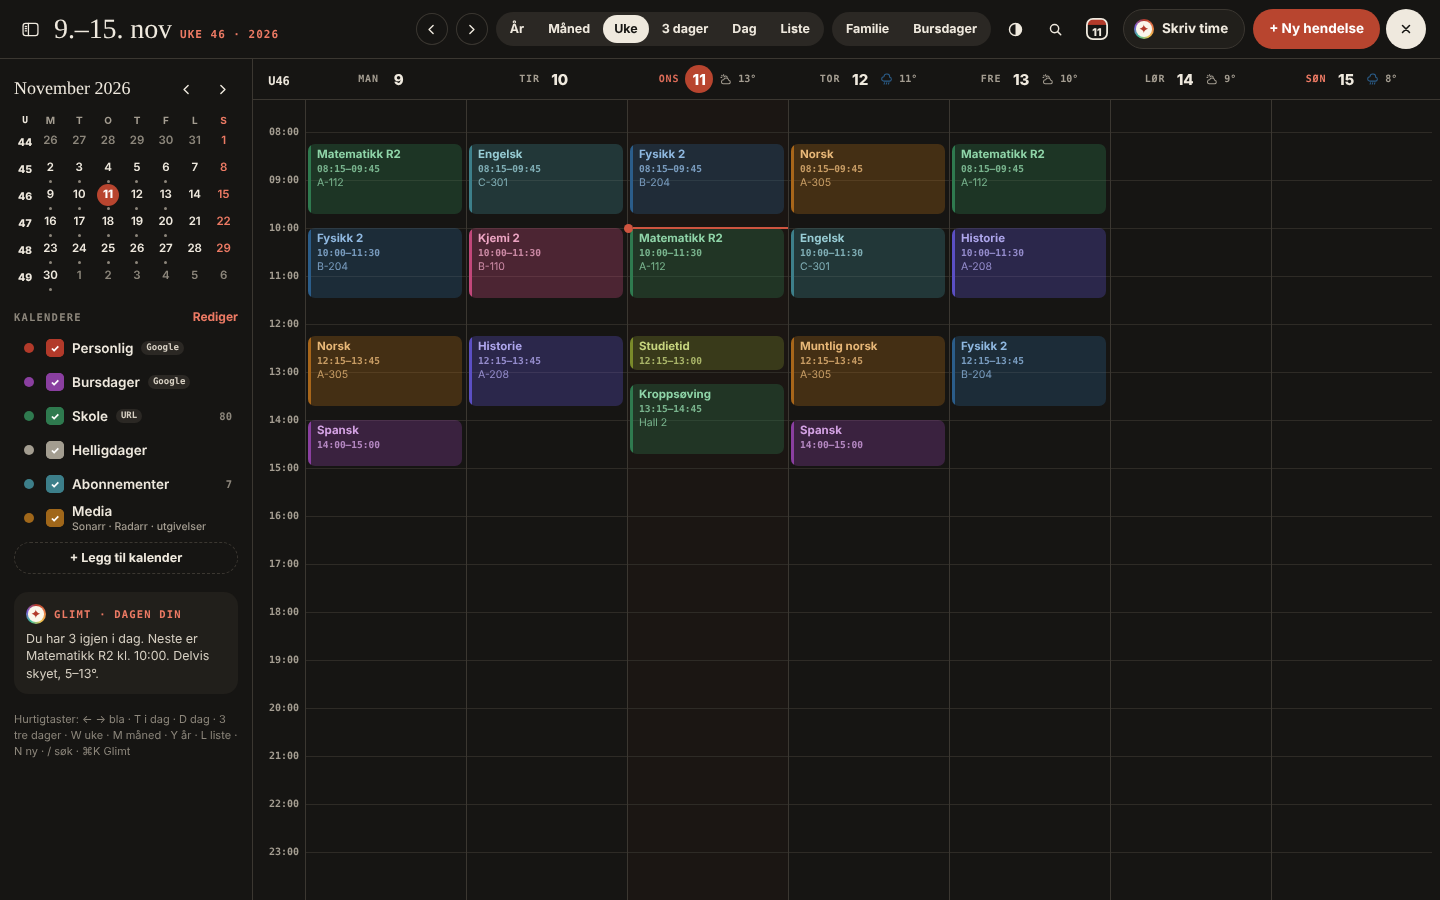 9.–15. nov UKE 46 · 2026
År Måned Uke 3 dager Dag Liste
Familie Bursdager
11
Skriv time
+ Ny hendelse
November 2026
U M T O T F L S
44 26 27 28 29 30 31 1
45 2 3 4 5 6 7 8
46 9 10 11 12 13 14 15
47 16 17 18 19 20 21 22
48 23 24 25 26 27 28 29
49 30 1 2 3 4 5 6
KALENDERE Rediger
Personlig Google
Bursdager Google
Skole URL 80
Helligdager
Abonnementer 7
Media
Sonarr · Radarr · utgivelser
+ Legg til kalender
GLIMT · DAGEN DIN
Du har 3 igjen i dag. Neste er
Matematikk R2 kl. 10:00. Delvis
skyet, 5–13°.
Hurtigtaster: ← → bla · T i dag · D dag · 3
tre dager · W uke · M måned · Y år · L liste ·
N ny · / søk · ⌘K Glimt
U46 MAN 9 TIR 10 ONS 11 13° TOR 12 11° FRE 13 10° LØR 14 9° SØN 15 8°
08:00
09:00
10:00
11:00
12:00
13:00
14:00
15:00
16:00
17:00
18:00
19:00
20:00
21:00
22:00
23:00
Matematikk R2
08:15–09:45
A-112
Fysikk 2
10:00–11:30
B-204
Norsk
12:15–13:45
A-305
Spansk
14:00–15:00
Engelsk
08:15–09:45
C-301
Kjemi 2
10:00–11:30
B-110
Historie
12:15–13:45
A-208
Fysikk 2
08:15–09:45
B-204
Matematikk R2
10:00–11:30
A-112
Studietid
12:15–13:00
Kroppsøving
13:15–14:45
Hall 2
Norsk
08:15–09:45
A-305
Engelsk
10:00–11:30
C-301
Muntlig norsk
12:15–13:45
A-305
Spansk
14:00–15:00
Matematikk R2
08:15–09:45
A-112
Historie
10:00–11:30
A-208
Fysikk 2
12:15–13:45
B-204